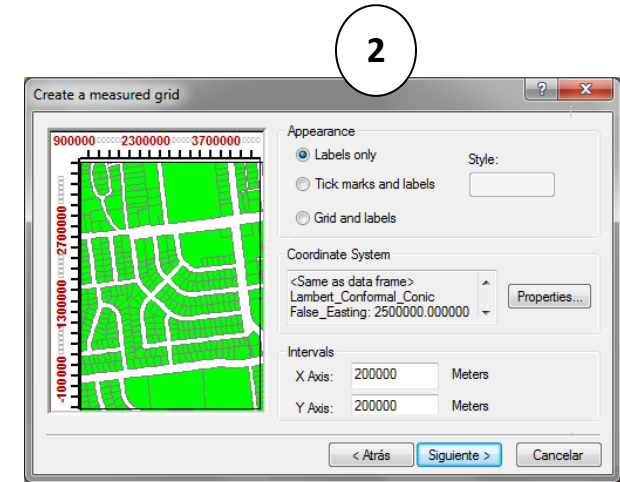 2
Create a measured grid
900000 2300000 3700000
2700000
1300000
-100000
Appearance
Labels only
Style:
Tick marks and labels
Grid and labels
Coordinate System
<Same as data frame>
Lambert_Conformal_Conic
False_Easting: 2500000.000000
Properties...
Intervals
X Axis: 200000 Meters
Y Axis: 200000 Meters
< Atrás Siguiente > Cancelar